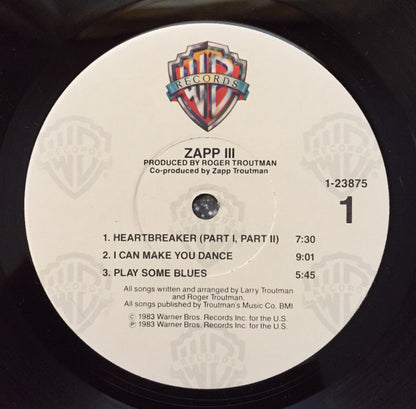 WB
RECORDS
ZAPP III
PRODUCED BY ROGER TROUTMAN
Co-produced by Zapp Troutman
1-23875
1
1. HEARTBREAKER (PART I, PART II) 7:30
2. I CAN MAKE YOU DANCE 9:01
3. PLAY SOME BLUES 5:45
All songs written and arranged by Larry Troutman
and Roger Troutman.
All songs published by Troutman's Music Co. BMI
© 1983 Warner Bros. Records Inc. for the U.S.
℗ 1983 Warner Bros. Records Inc. for the U.S.